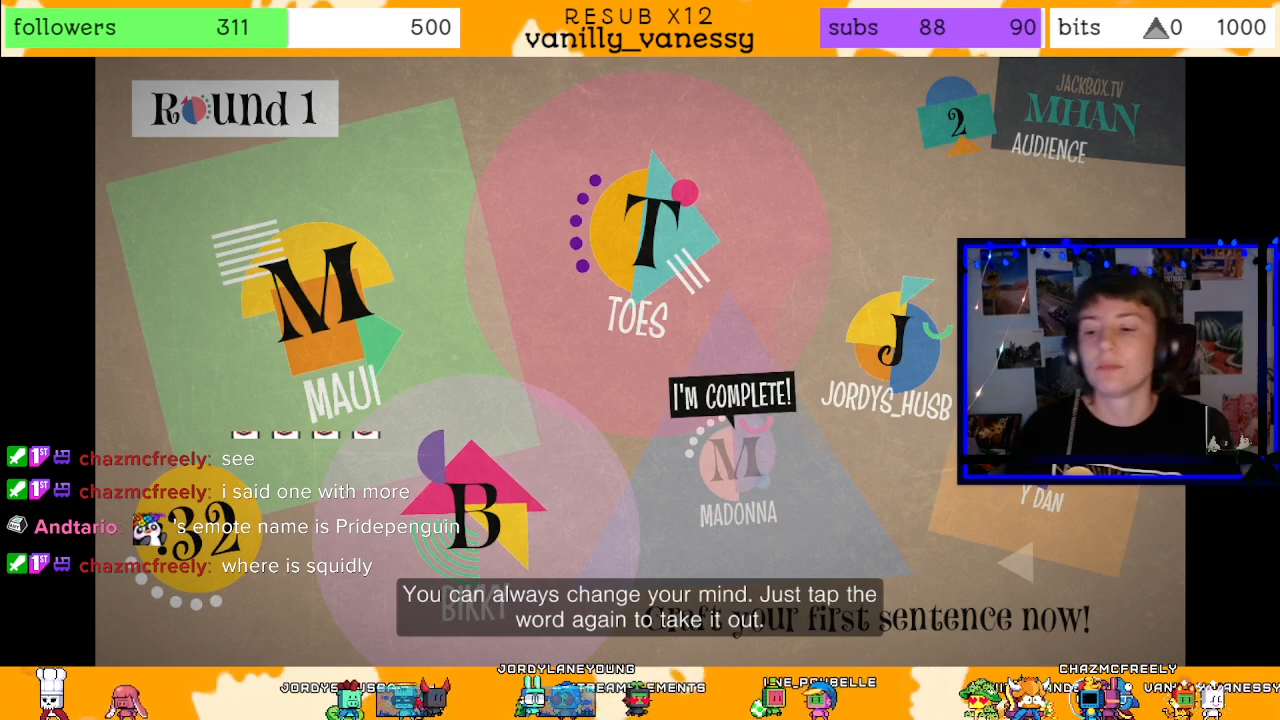 followers 311 500
RESUB X12
vanilly_vanessy
subs 88 90
bits 0 1000
Round 1
2
JACKBOX.TV
MHAN
AUDIENCE
M
MAUI
T
TOES
J
JORDYS_HUSB
I'M COMPLETE!
M
MADONNA
Y DAN
chazmcfreely: see
chazmcfreely: i said one with more
Andtario 's emote name is Pridepenguin
chazmcfreely: where is squidly
:32
B
BIKKI
You can always change your mind. Just tap the
word again to take it out.
Craft your first sentence now!
JORDYLANEYOUNG
CHAZMCFREELY